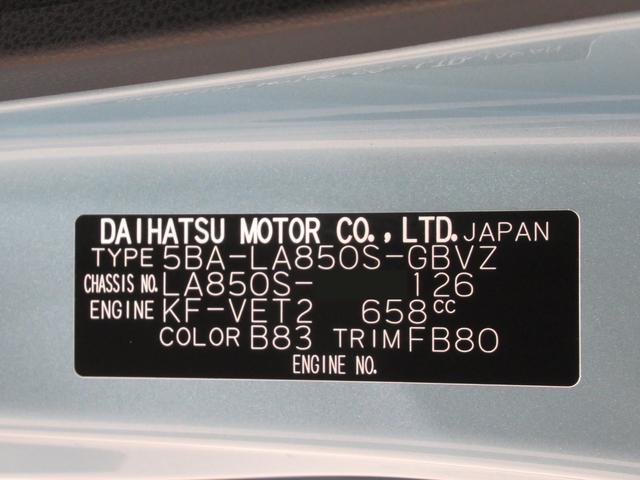 DAIHATSU MOTOR CO., LTD. JAPAN
TYPE 5BA-LA850S-GBVZ
CHASSIS NO. LA850S- 126
ENGINE KF-VET2 658cc
COLOR B83 TRIM FB80
ENGINE NO.